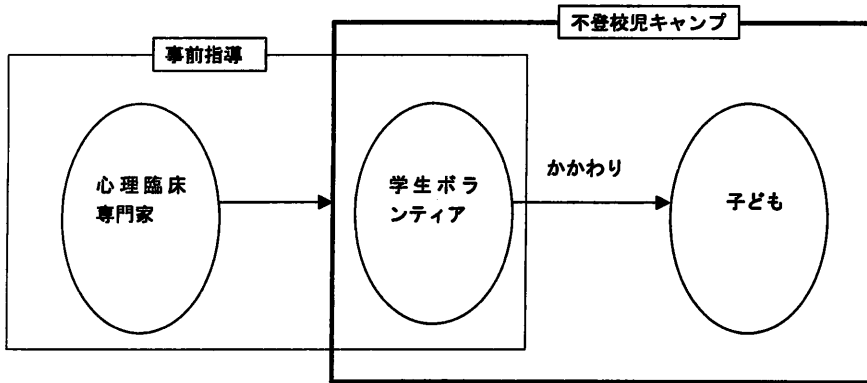 不登校児キャンプ
事前指導
心理臨床
専門家
学生ボラ
ンティア
かかわり
子ども